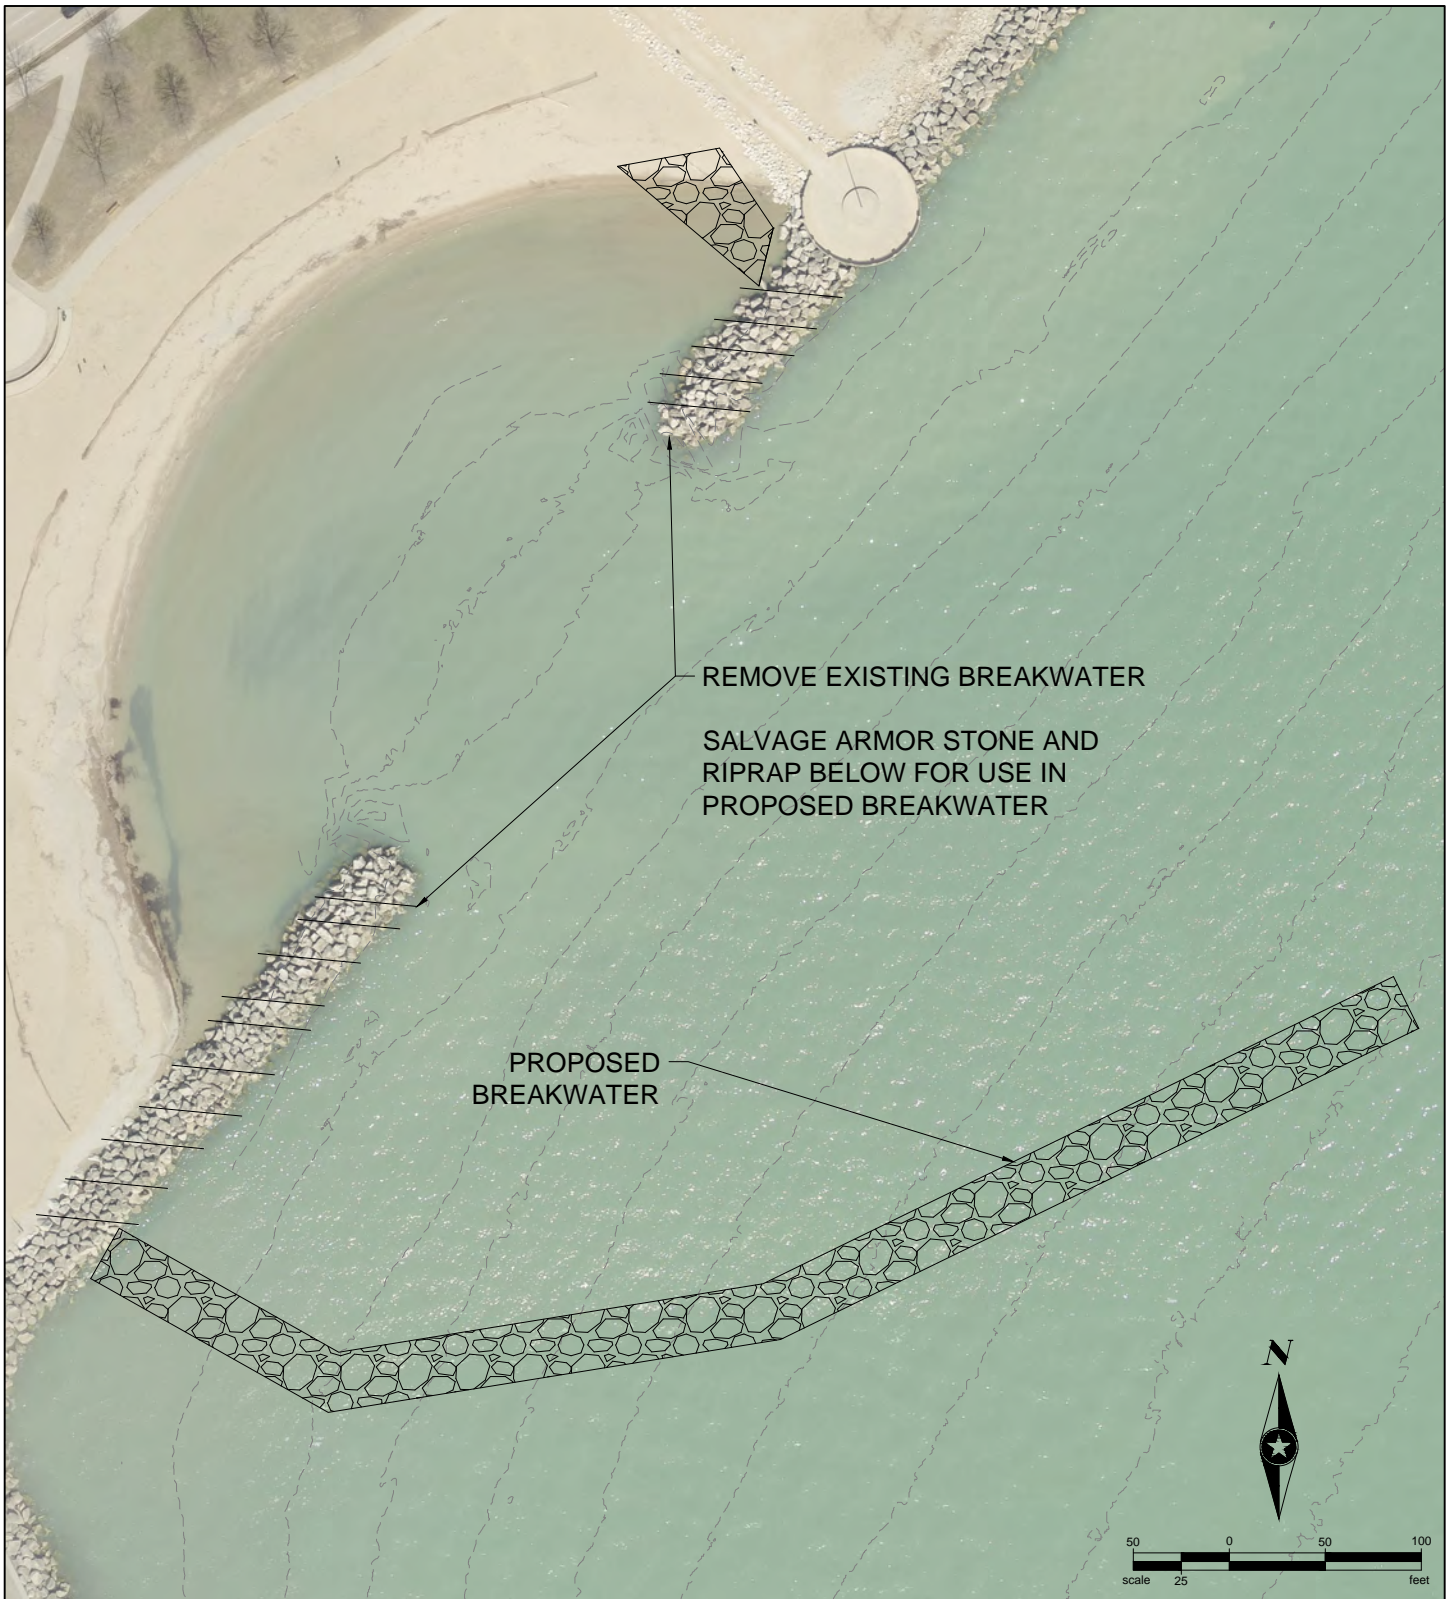 REMOVE EXISTING BREAKWATER
SALVAGE ARMOR STONE AND
RIPRAP BELOW FOR USE IN
PROPOSED BREAKWATER
PROPOSED
BREAKWATER
N
50 0 50 100
scale 25 feet